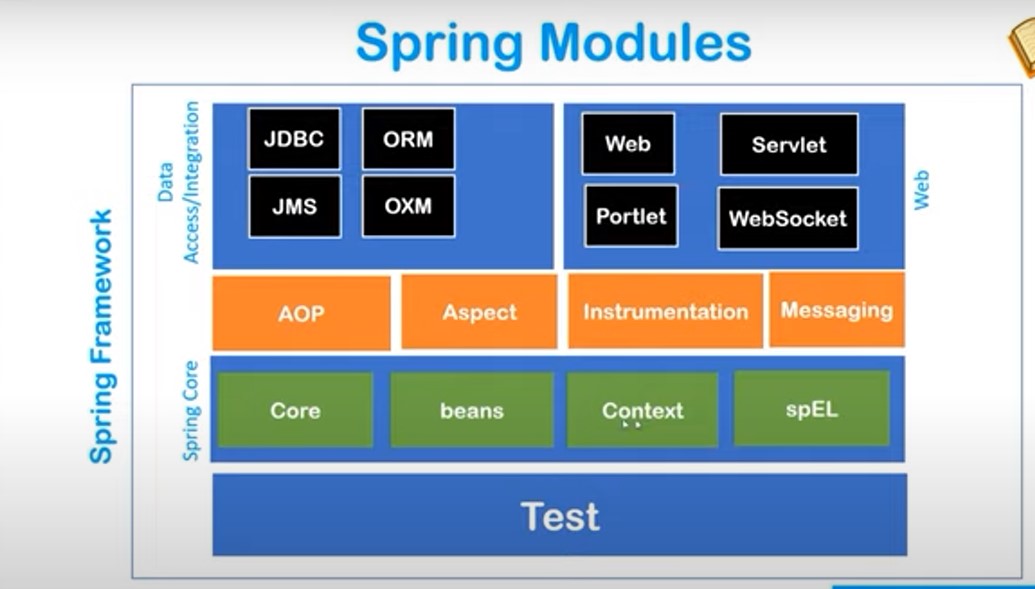 Spring Modules
Spring Framework
Data
Access/Integration
JDBC
ORM
JMS
OXM
Web
Servlet
Portlet
WebSocket
Web
AOP
Aspect
Instrumentation
Messaging
Spring Core
Core
beans
Context
spEL
Test